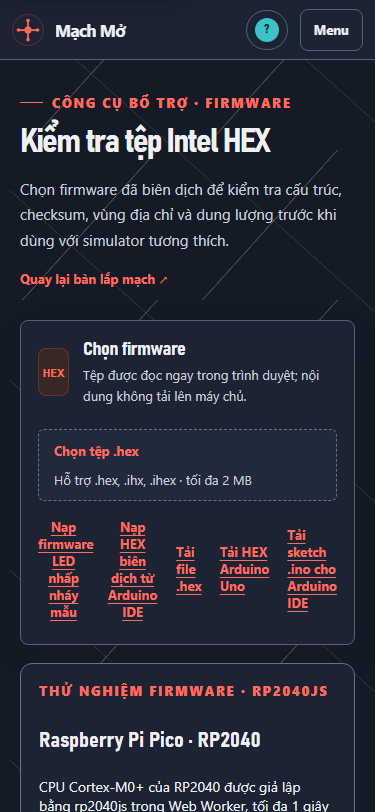 Mạch Mở
?
Menu
CÔNG CỤ BỔ TRỢ · FIRMWARE
Kiểm tra tệp Intel HEX
Chọn firmware đã biên dịch để kiểm tra cấu trúc,
checksum, vùng địa chỉ và dung lượng trước khi
dùng với simulator tương thích.
Quay lại bàn lắp mạch ↗
HEX
Chọn firmware
Tệp được đọc ngay trong trình duyệt; nội
dung không tải lên máy chủ.
Chọn tệp .hex
Hỗ trợ .hex, .ihx, .ihex · tối đa 2 MB
Nạp
firmware
LED
nhấp
nháy
mẫu
Nạp
HEX
biên
dịch từ
Arduino
IDE
Tải
file
.hex
Tải HEX
Arduino
Uno
Tải
sketch
.ino cho
Arduino
IDE
THỬ NGHIỆM FIRMWARE · RP2040JS
Raspberry Pi Pico · RP2040
CPU Cortex-M0+ của RP2040 được giả lập
bằng rp2040js trong Web Worker, tối đa 1 giây